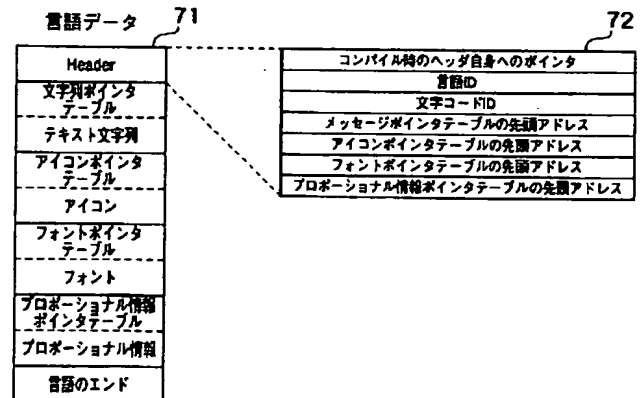 言語データ
71
Header
文字列ポインタ
テーブル
テキスト文字列
アイコンポインタ
テーブル
アイコン
フォントポインタ
テーブル
フォント
プロポーショナル情報
ポインタテーブル
プロポーショナル情報
言語のエンド
72
コンパイル時のヘッダ自身へのポインタ
言語ID
文字コードID
メッセージポインタテーブルの先頭アドレス
アイコンポインタテーブルの先頭アドレス
フォントポインタテーブルの先頭アドレス
プロポーショナル情報ポインタテーブルの先頭アドレス